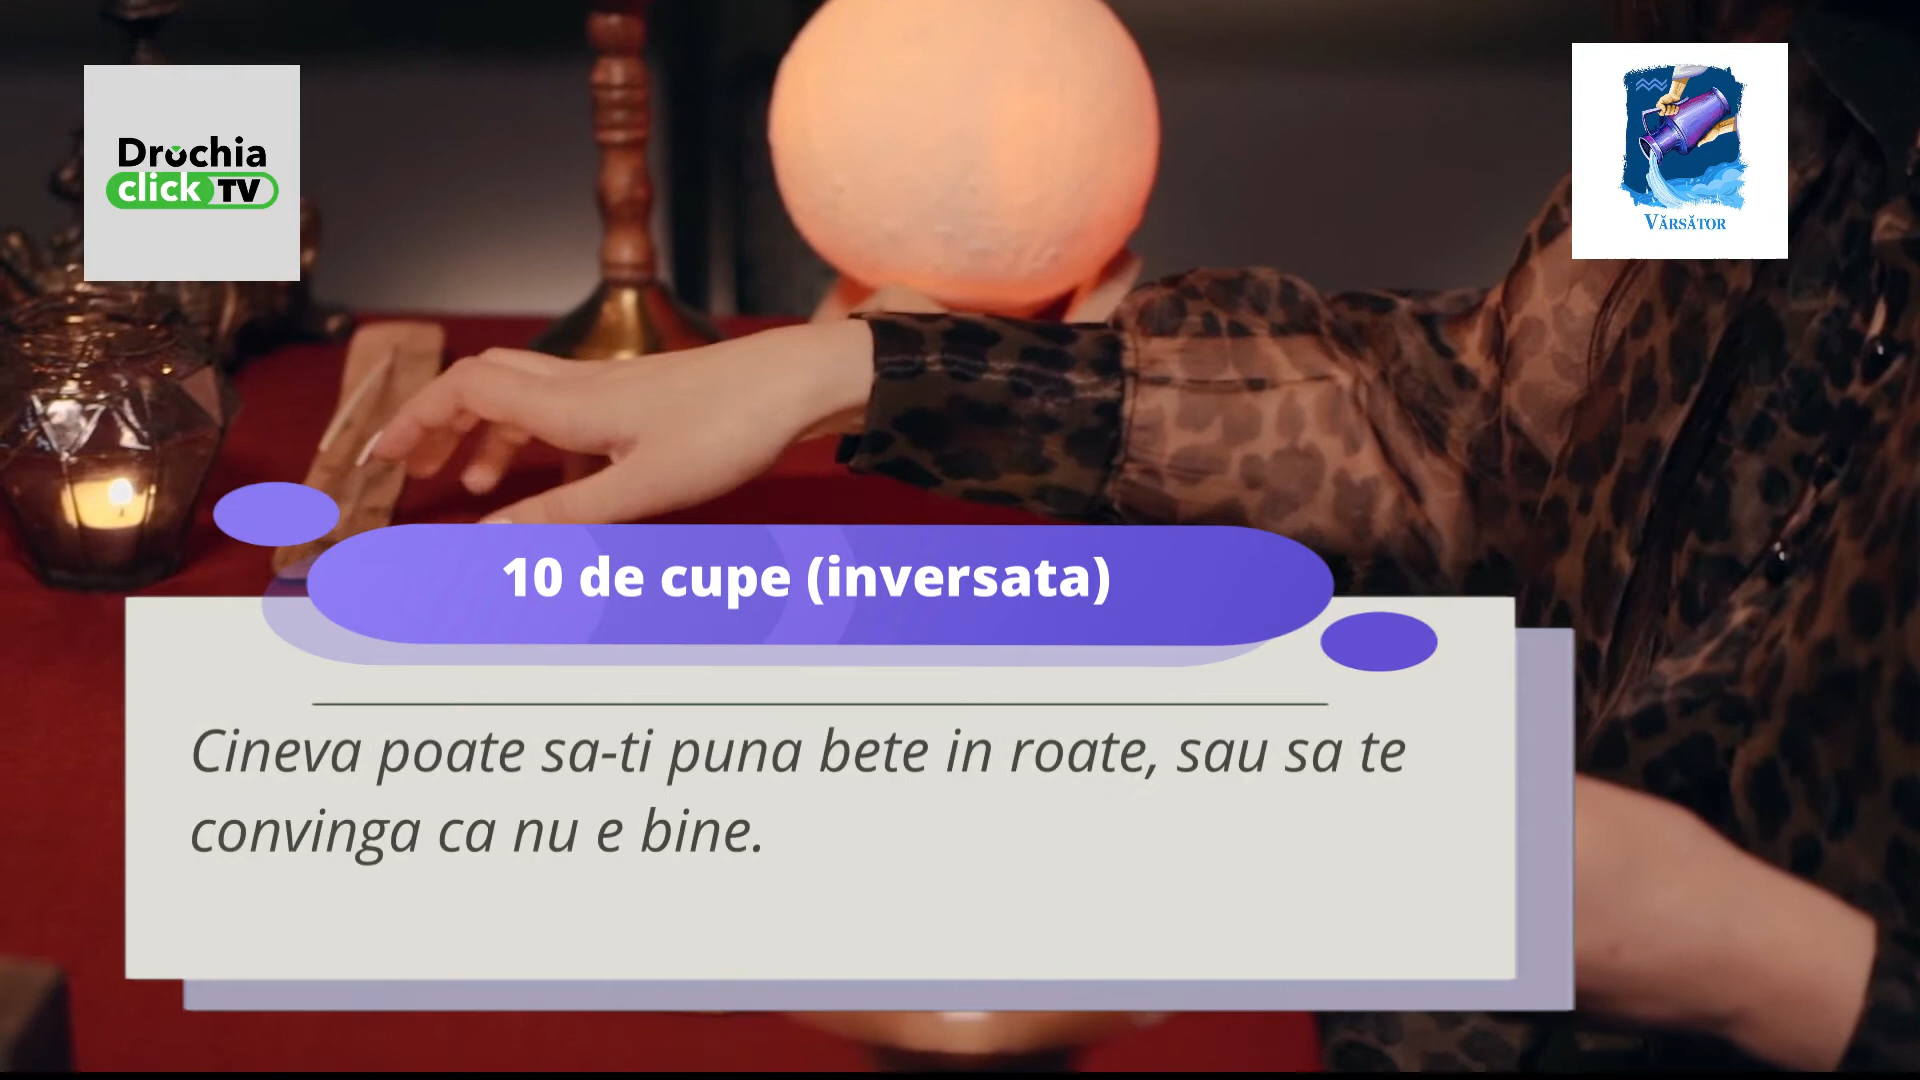 Drochia
click TV
VĂRSĂTOR
10 de cupe (inversata)
Cineva poate sa-ti puna bete in roate, sau sa te
convinga ca nu e bine.